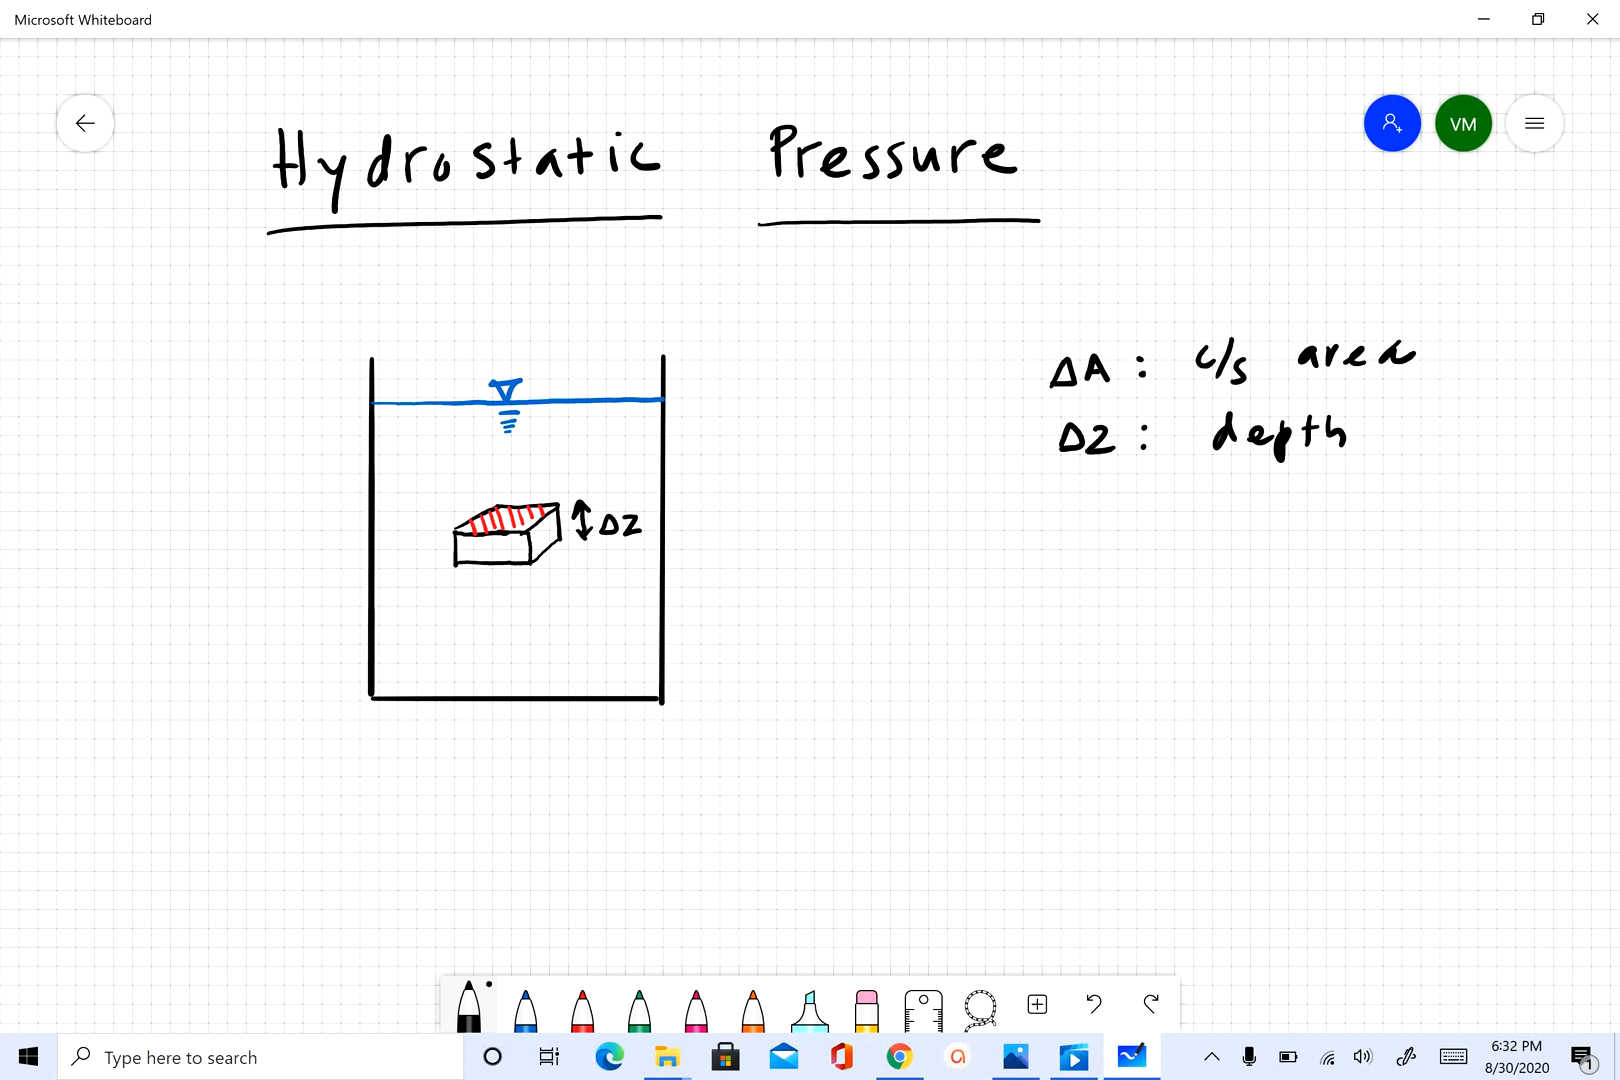 Microsoft Whiteboard
VM
Hydrostatic Pressure
ΔA : c/s area
ΔZ : depth
ΔZ
Type here to search
6:32 PM
8/30/2020
1